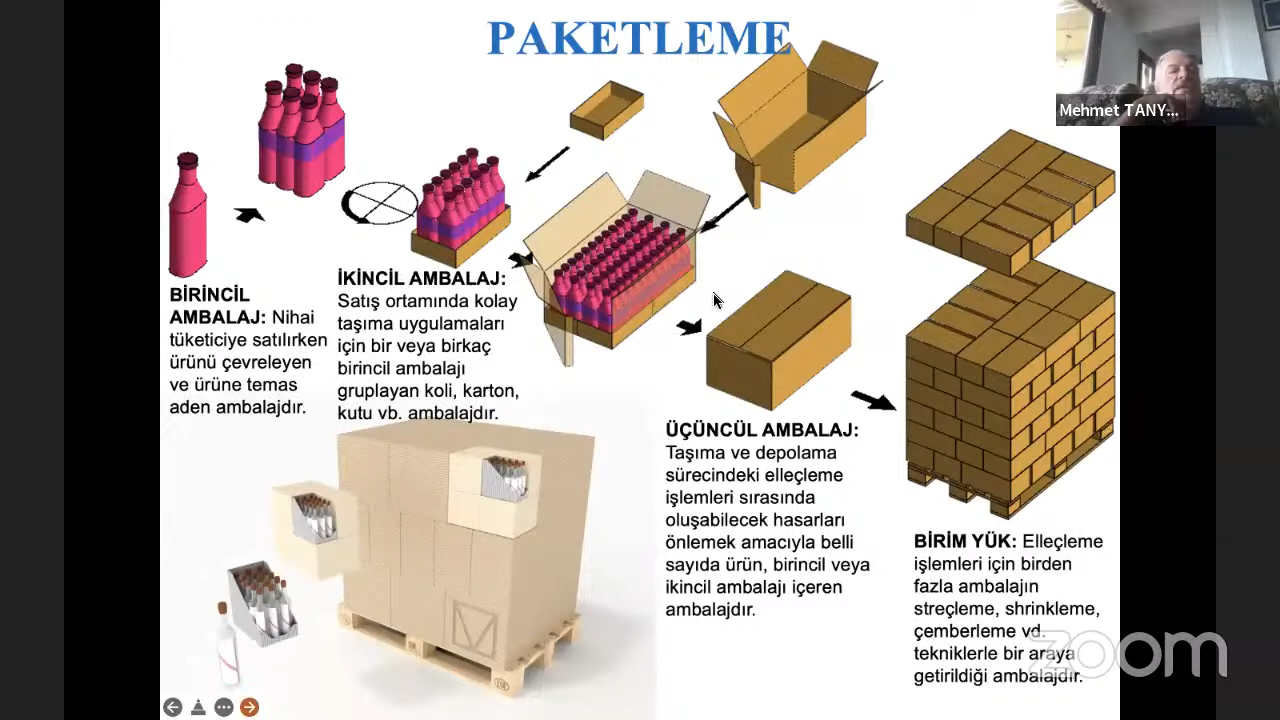 PAKETLEME
Mehmet TANY...
BİRİNCİL
AMBALAJ: Nihai
tüketiciye satılırken
ürünü çevreleyen
ve ürüne temas
aden ambalajdır.
İKİNCİL AMBALAJ:
Satış ortamında kolay
taşıma uygulamaları
için bir veya birkaç
birincil ambalajı
gruplayan koli, karton,
kutu vb. ambalajdır.
ÜÇÜNCÜL AMBALAJ:
Taşıma ve depolama
sürecindeki elleçleme
işlemleri sırasında
oluşabilecek hasarları
önlemek amacıyla belli
sayıda ürün, birincil veya
ikincil ambalajı içeren
ambalajdır.
BİRİM YÜK: Elleçleme
işlemleri için birden
fazla ambalajın
streçleme, shrinkleme,
çemberleme vd.
tekniklerle bir araya
getirildiği ambalajdır.
zoom